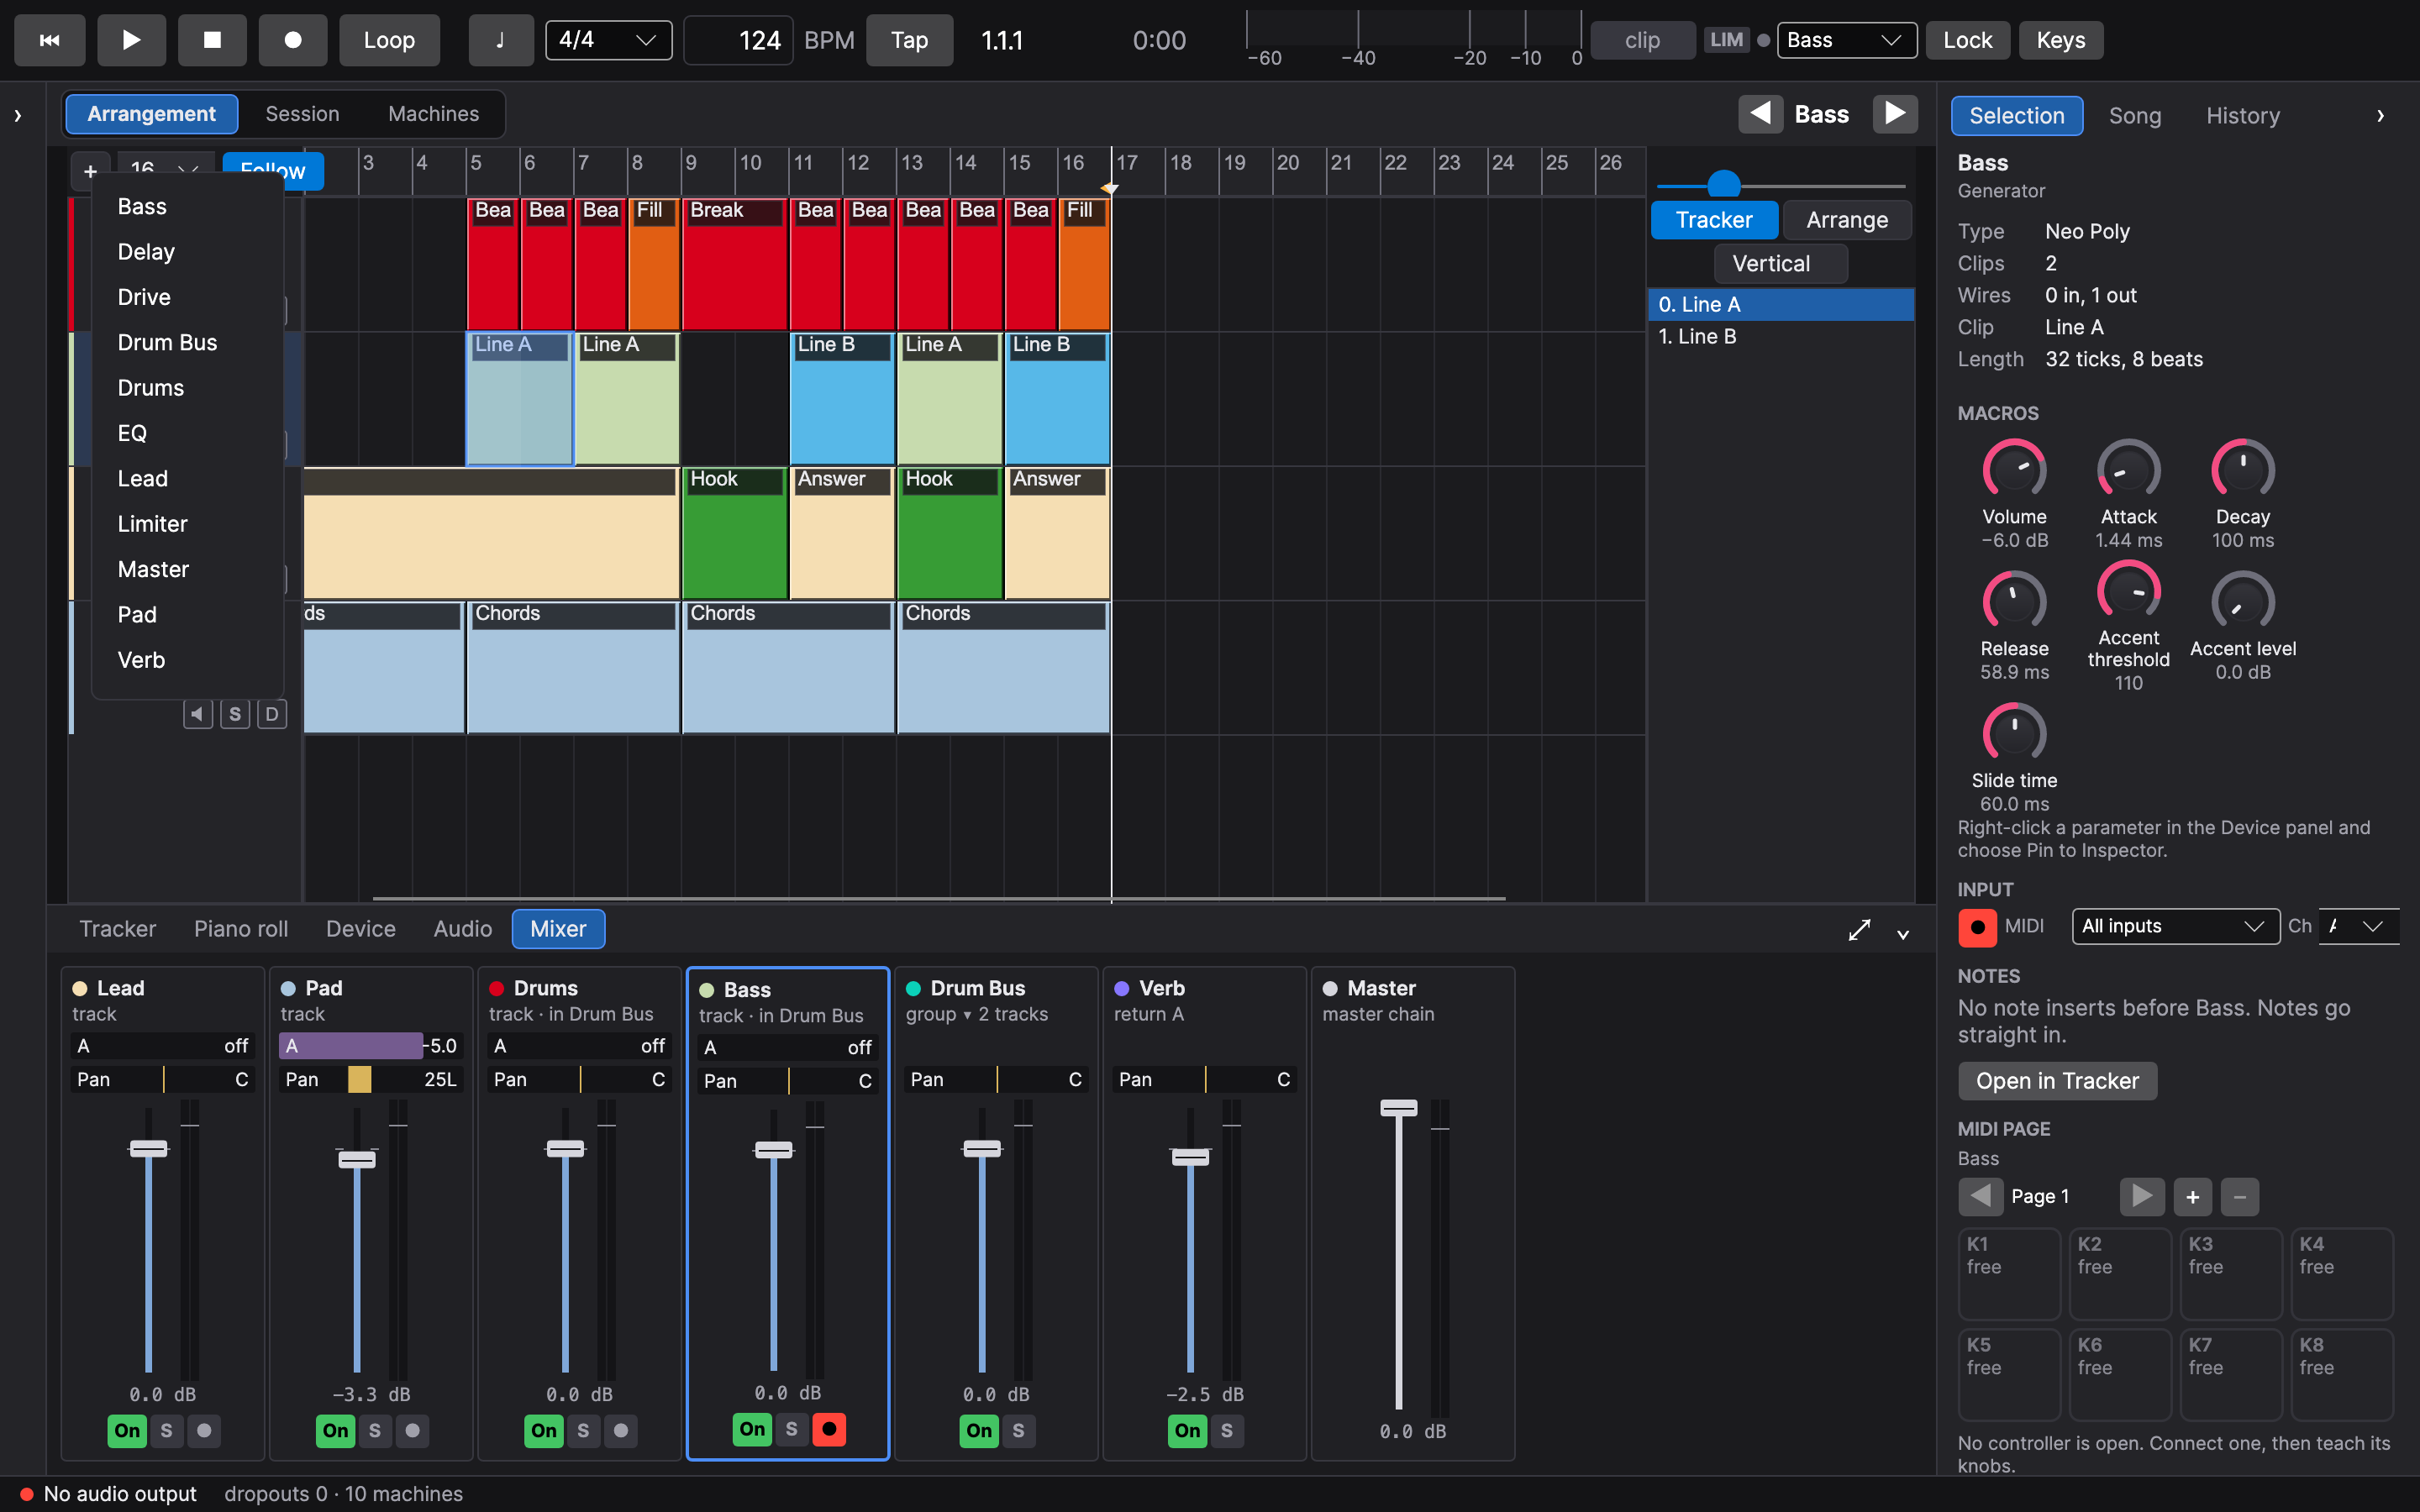 Loop
4/4
124 BPM
Tap
1.1.1
0:00
-60 -40 -20 -10 0
clip
LIM
Bass
Lock
Keys
Arrangement
Session
Machines
Bass
Selection
Song
History
+
16
Follow
3 4 5 6 7 8 9 10 11 12 13 14 15 16 17 18 19 20 21 22 23 24 25 26
Bass
Delay
Drive
Drum Bus
Drums
EQ
Lead
Limiter
Master
Pad
Verb
S
D
Bea Bea Bea Fill Break Bea Bea Bea Bea Bea Fill
Line A Line A Line B Line A Line B
Hook Answer Hook Answer
ds Chords Chords Chords
Tracker
Arrange
Vertical
0. Line A
1. Line B
Bass
Generator
Type Neo Poly
Clips 2
Wires 0 in, 1 out
Clip Line A
Length 32 ticks, 8 beats
MACROS
Volume
−6.0 dB
Attack
1.44 ms
Decay
100 ms
Release
58.9 ms
Accent
threshold
110
Accent level
0.0 dB
Slide time
60.0 ms
Right-click a parameter in the Device panel and
choose Pin to Inspector.
INPUT
MIDI All inputs Ch
NOTES
No note inserts before Bass. Notes go
straight in.
Open in Tracker
MIDI PAGE
Bass
Page 1 + −
K1
free
K2
free
K3
free
K4
free
K5
free
K6
free
K7
free
K8
free
No controller is open. Connect one, then teach its
knobs.
Tracker
Piano roll
Device
Audio
Mixer
Lead
track
A off
Pan C
0.0 dB
On S
Pad
track
A -5.0
Pan 25L
−3.3 dB
On S
Drums
track · in Drum Bus
A off
Pan C
0.0 dB
On S
Bass
track · in Drum Bus
A off
Pan C
0.0 dB
On S
Drum Bus
group ▾ 2 tracks
Pan C
0.0 dB
On S
Verb
return A
Pan C
−2.5 dB
On S
Master
master chain
0.0 dB
No audio output
dropouts 0 · 10 machines